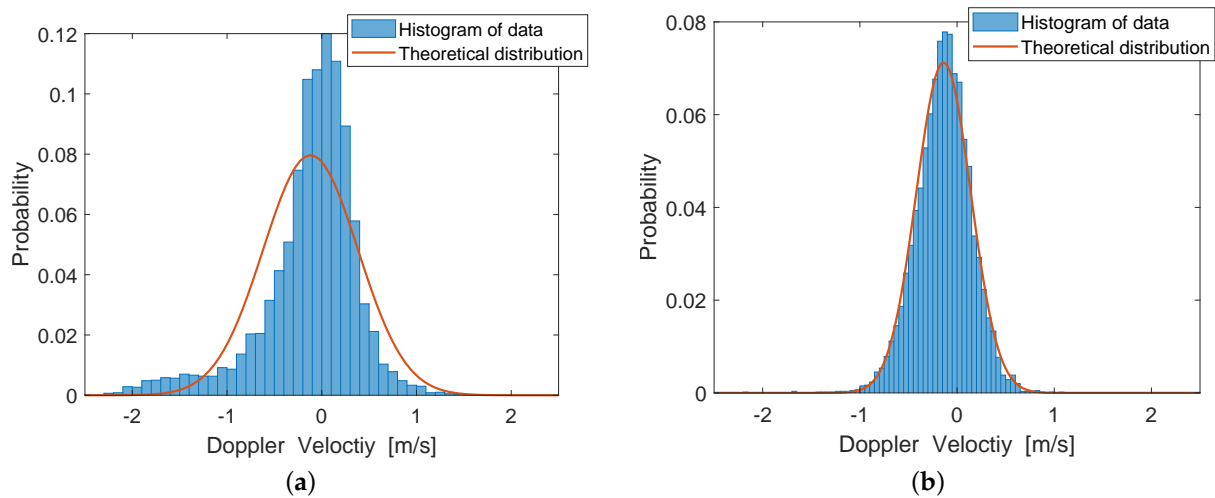 (a)
Histogram of data
Theoretical distribution
0.12
0.1
0.08
0.06
0.04
0.02
0
Probability
-2 -1 0 1 2
Doppler Veloctiy [m/s]
(a)
(b)
Histogram of data
Theoretical distribution
0.08
0.06
0.04
0.02
0
Probability
-2 -1 0 1 2
Doppler Veloctiy [m/s]
(b)